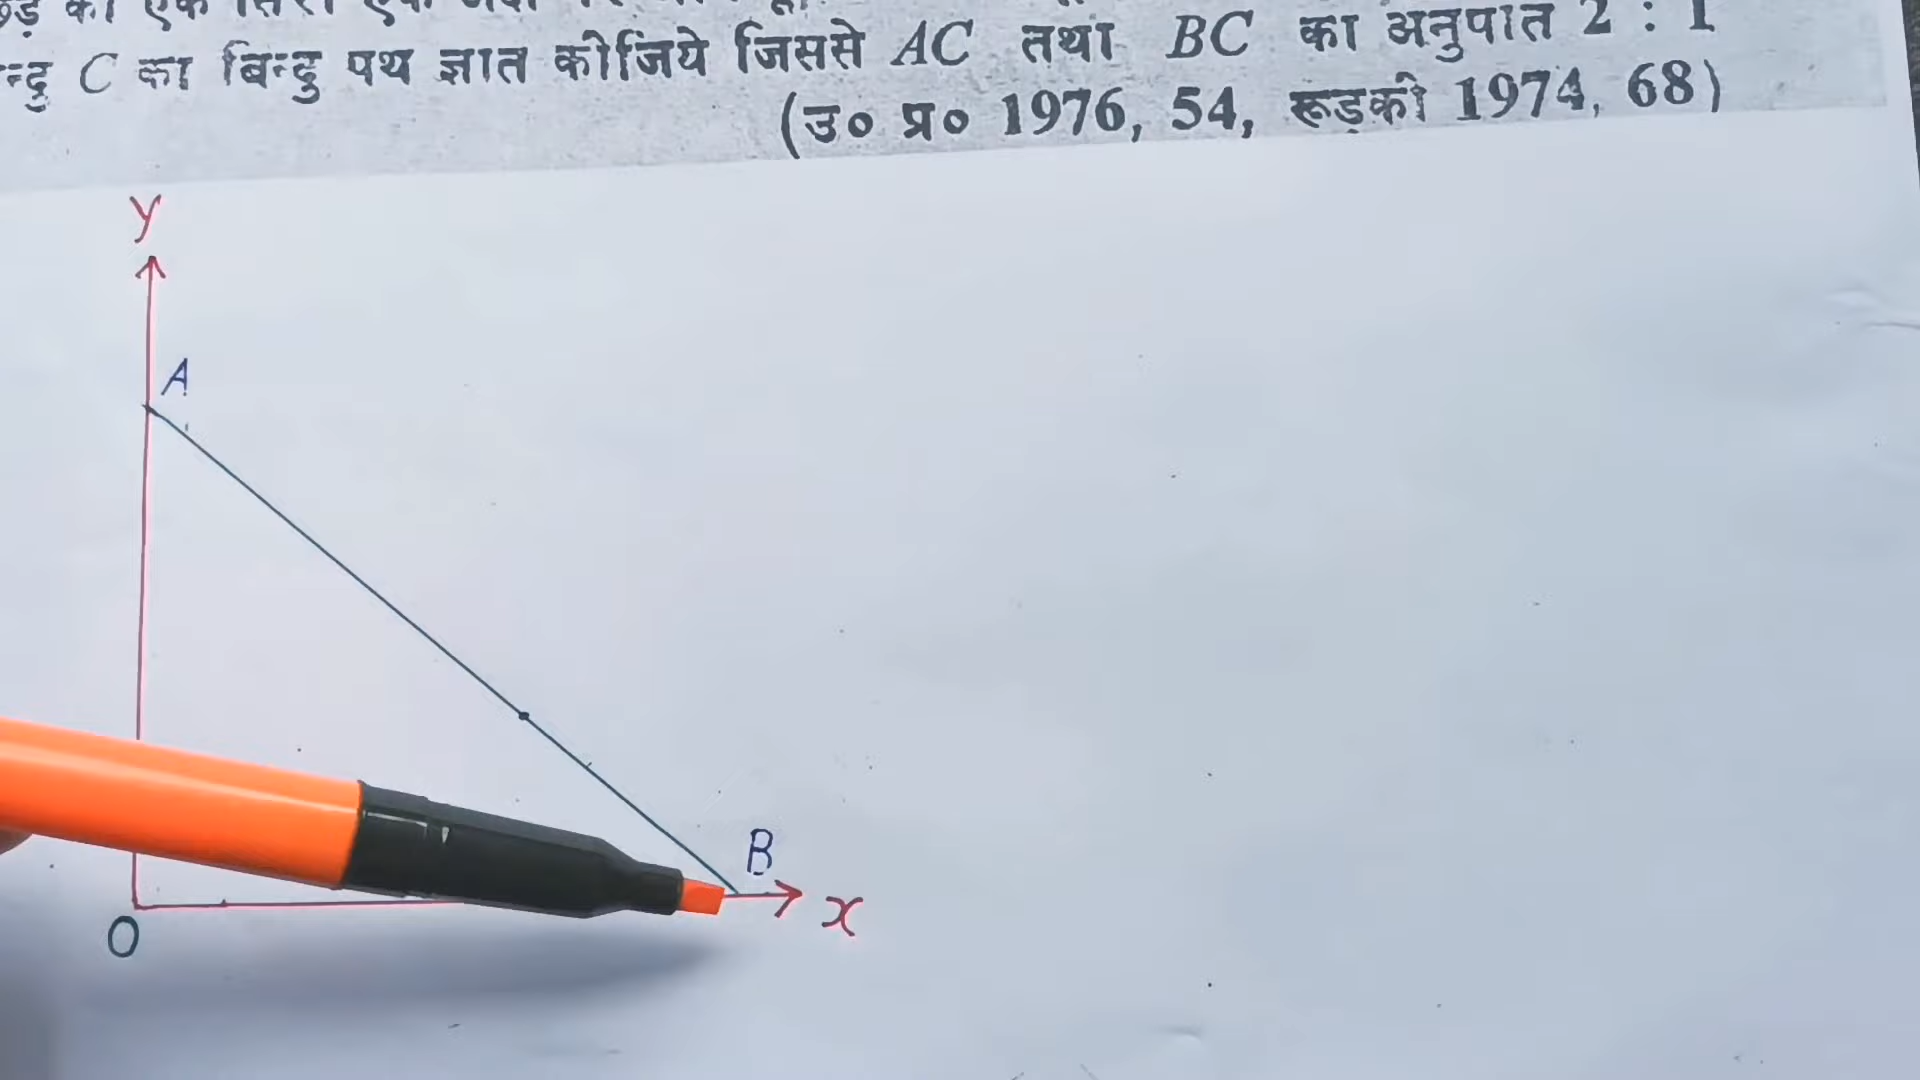 C का बिन्दु पथ ज्ञात कीजिये जिससे AC तथा BC का अनुपात 2 : 1
(उ० प्र० 1976, 54, रूड़की 1974, 68)
y
A
B
x
O